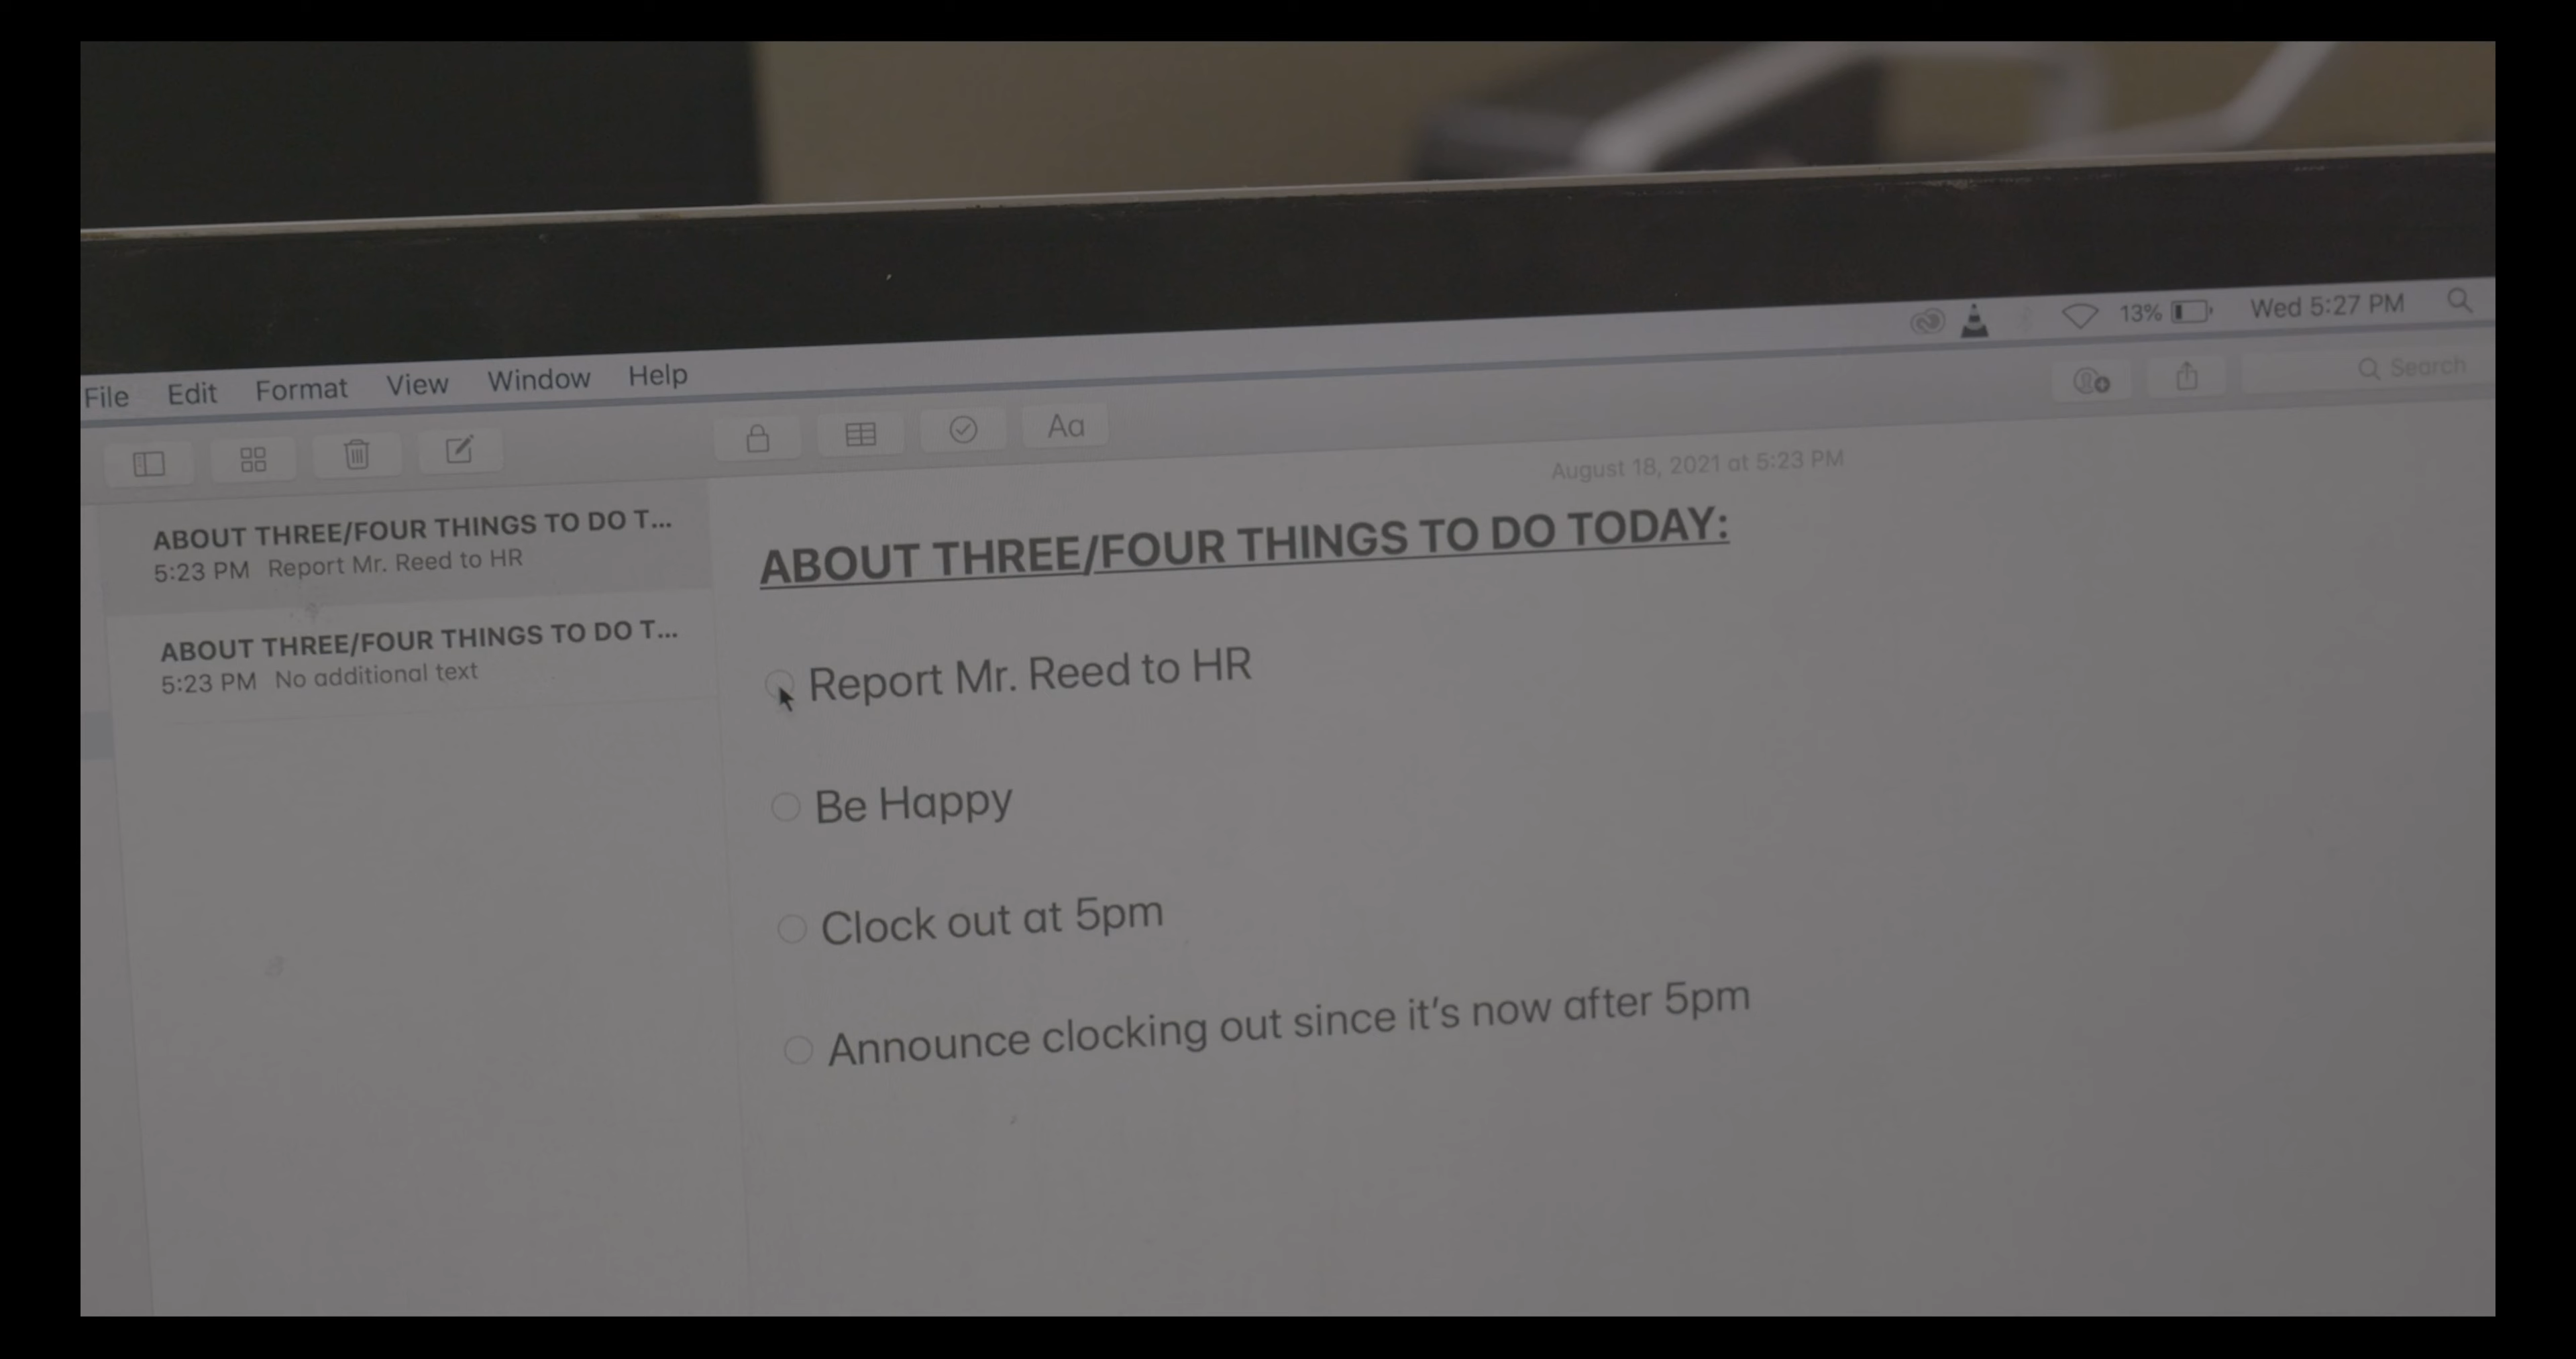 File Edit Format View Window Help
13% Wed 5:27 PM
Aa
Search
ABOUT THREE/FOUR THINGS TO DO T...
5:23 PM Report Mr. Reed to HR
ABOUT THREE/FOUR THINGS TO DO T...
5:23 PM No additional text
August 18, 2021 at 5:23 PM
ABOUT THREE/FOUR THINGS TO DO TODAY:
Report Mr. Reed to HR
Be Happy
Clock out at 5pm
Announce clocking out since it's now after 5pm